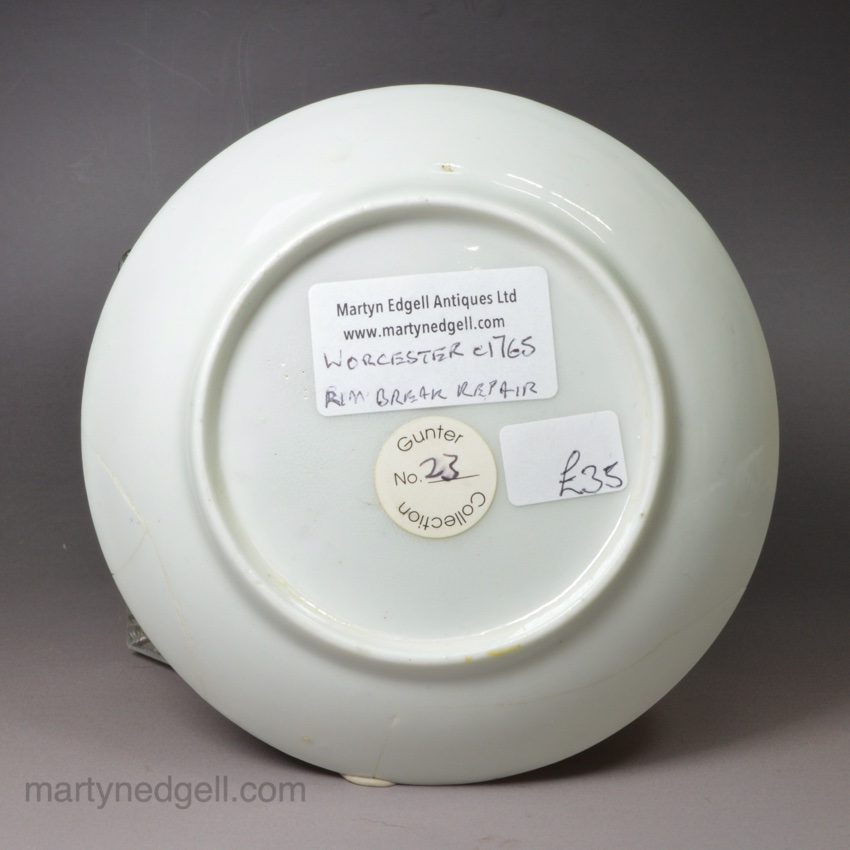 Martyn Edgell Antiques Ltd
www.martynedgell.com
WORCESTER c1765
RIM BREAK REPAIR
Gunter
No. 23
Collection
£35
martynedgell.com